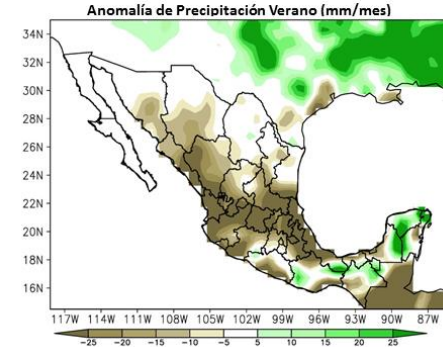 Anomalía de Precipitación Verano (mm/mes)
34N
32N
30N
28N
26N
24N
22N
20N
18N
16N
117W 114W 111W 108W 105W 102W 99W 96W 93W 90W 87W
−25 −20 −15 −10 −5 5 10 15 20 25